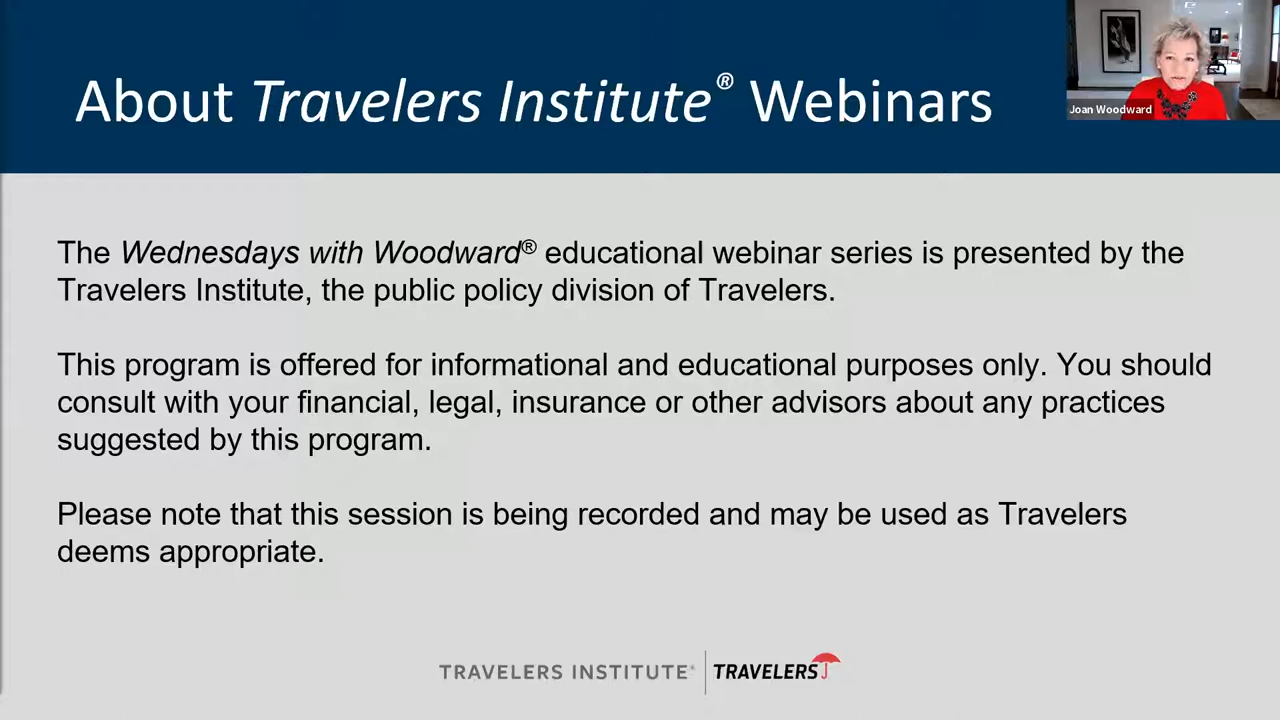 About Travelers Institute® Webinars
Joan Woodward
The Wednesdays with Woodward® educational webinar series is presented by the
Travelers Institute, the public policy division of Travelers.
This program is offered for informational and educational purposes only. You should
consult with your financial, legal, insurance or other advisors about any practices
suggested by this program.
Please note that this session is being recorded and may be used as Travelers
deems appropriate.
TRAVELERS INSTITUTE® TRAVELERS